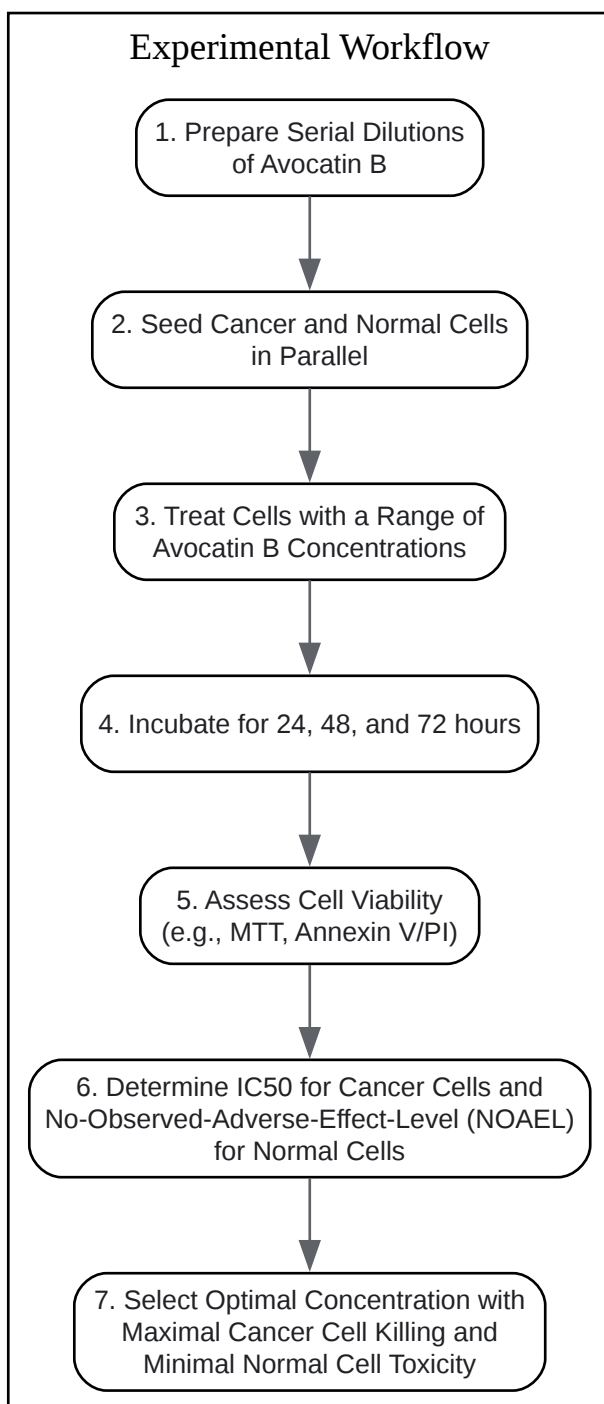 Experimental Workflow
1. Prepare Serial Dilutions
of Avocatin B
2. Seed Cancer and Normal Cells
in Parallel
3. Treat Cells with a Range of
Avocatin B Concentrations
4. Incubate for 24, 48, and 72 hours
5. Assess Cell Viability
(e.g., MTT, Annexin V/PI)
6. Determine IC50 for Cancer Cells and
No-Observed-Adverse-Effect-Level (NOAEL)
for Normal Cells
7. Select Optimal Concentration with
Maximal Cancer Cell Killing and
Minimal Normal Cell Toxicity